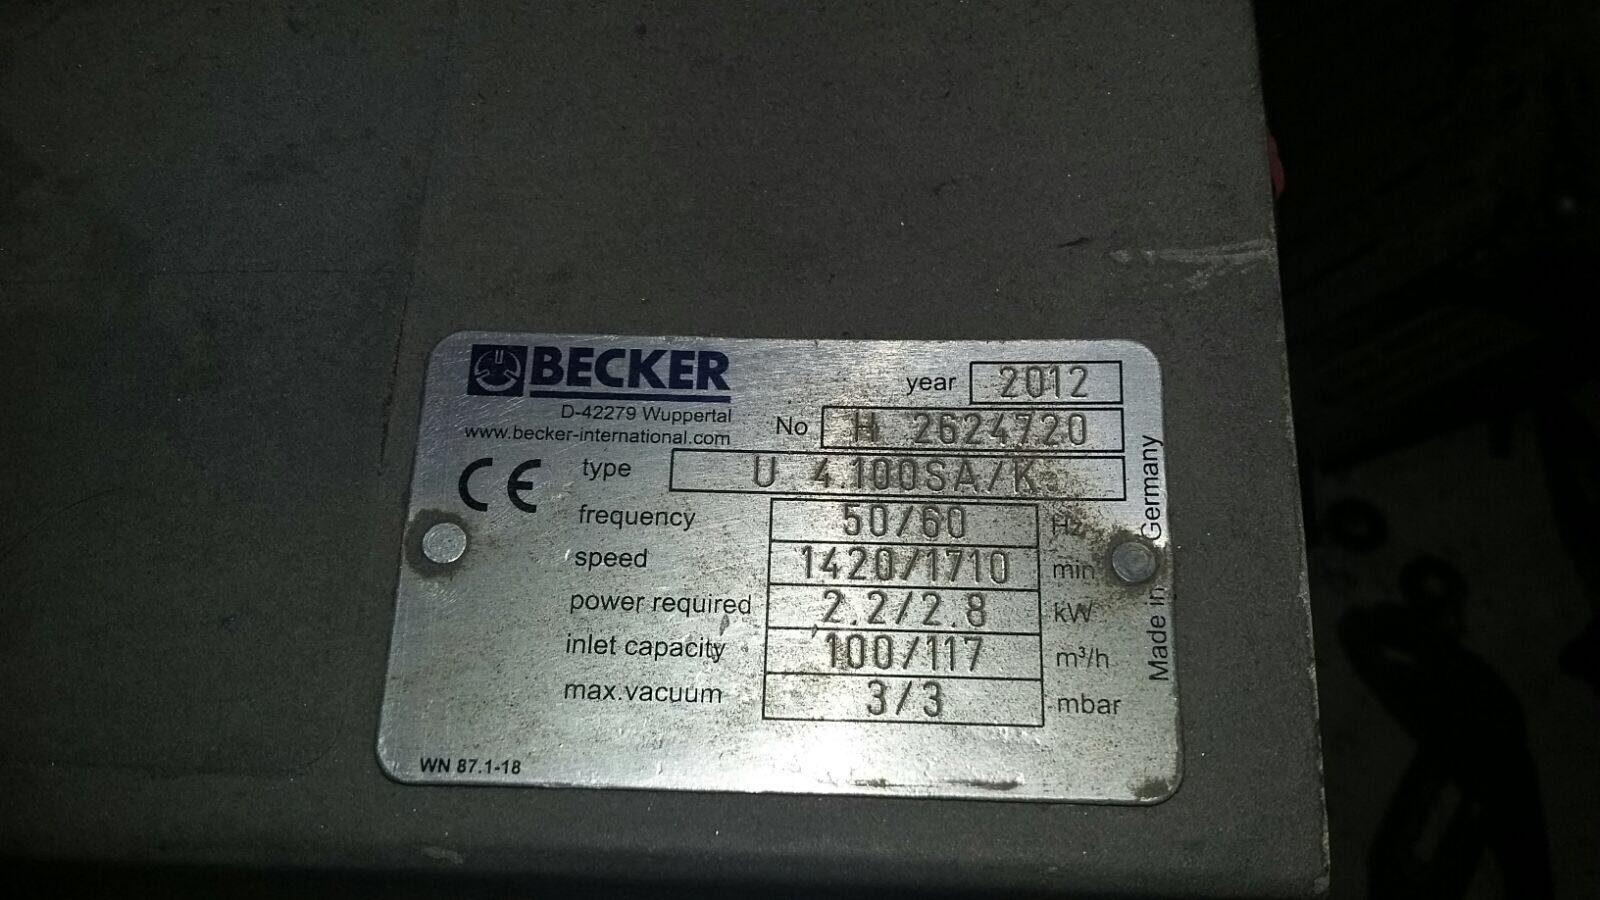 BECKER
D-42279 Wuppertal
www.becker-international.com
year 2012
No H 2624720
CE type U 4.100SA/K
frequency 50/60 Hz
speed 1420/1710 min
power required 2.2/2.8 kW
inlet capacity 100/117 m³/h
max.vacuum 3/3 mbar
Made in Germany
WN 87.1-18